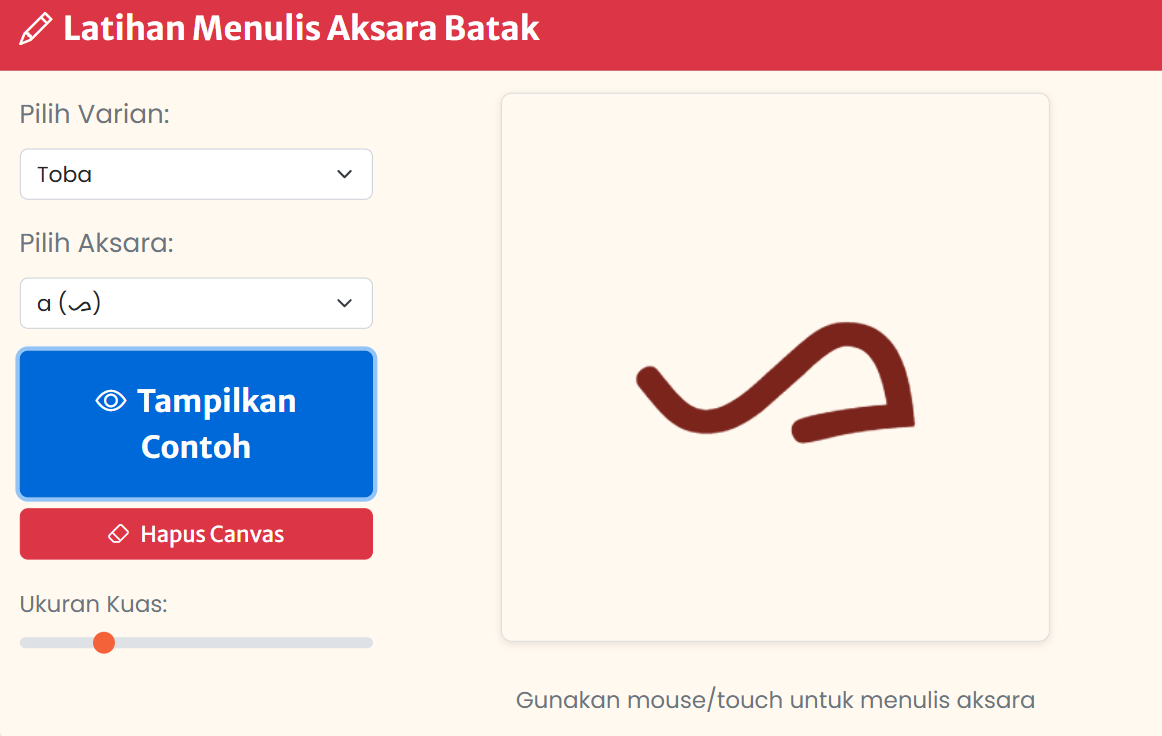 Latihan Menulis Aksara Batak
Pilih Varian:
Toba
Pilih Aksara:
a (ᯀ)
Tampilkan
Contoh
Hapus Canvas
Ukuran Kuas:
ᯀ
Gunakan mouse/touch untuk menulis aksara